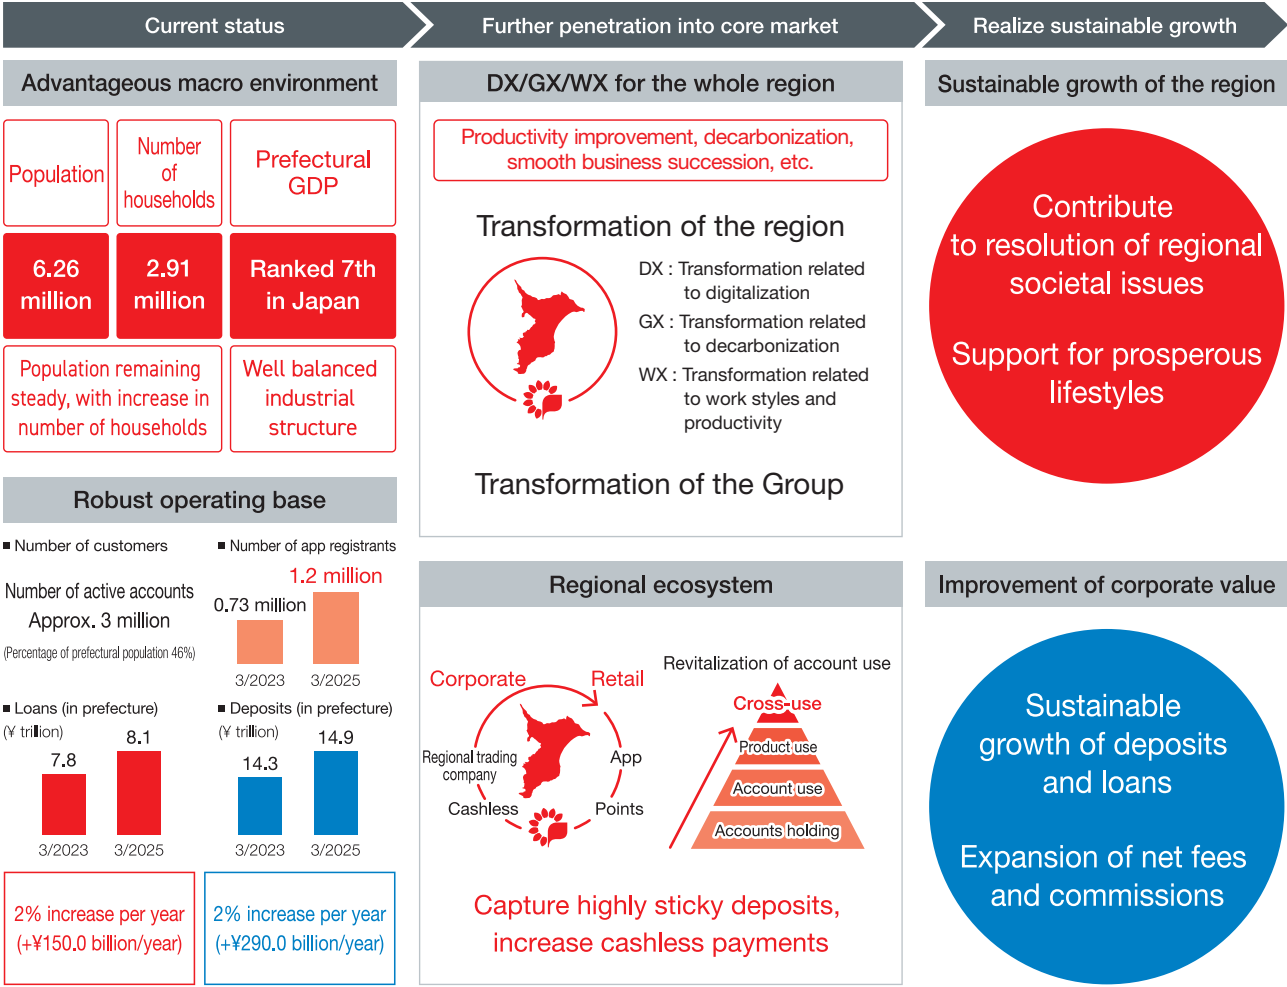 Current status
Further penetration into core market
Realize sustainable growth
Advantageous macro environment
Population
Number
of
households
Prefectural
GDP
6.26
million
2.91
million
Ranked 7th
in Japan
Population remaining
steady, with increase in
number of households
Well balanced
industrial
structure
Robust operating base
■ Number of customers
Number of active accounts
Approx. 3 million
(Percentage of prefectural population 46%)
■ Number of app registrants
1.2 million
0.73 million
3/2023
3/2025
■ Loans (in prefecture)
(¥ trillion)
7.8
8.1
3/2023
3/2025
■ Deposits (in prefecture)
(¥ trillion)
14.3
14.9
3/2023
3/2025
2% increase per year
(+¥150.0 billion/year)
2% increase per year
(+¥290.0 billion/year)
DX/GX/WX for the whole region
Productivity improvement, decarbonization,
smooth business succession, etc.
Transformation of the region
DX : Transformation related
to digitalization
GX : Transformation related
to decarbonization
WX : Transformation related
to work styles and
productivity
Transformation of the Group
Regional ecosystem
Corporate
Retail
Regional trading
company
App
Cashless
Points
Revitalization of account use
Cross-use
Product use
Account use
Accounts holding
Capture highly sticky deposits,
increase cashless payments
Sustainable growth of the region
Contribute
to resolution of regional
societal issues
Support for prosperous
lifestyles
Improvement of corporate value
Sustainable
growth of deposits
and loans
Expansion of net fees
and commissions